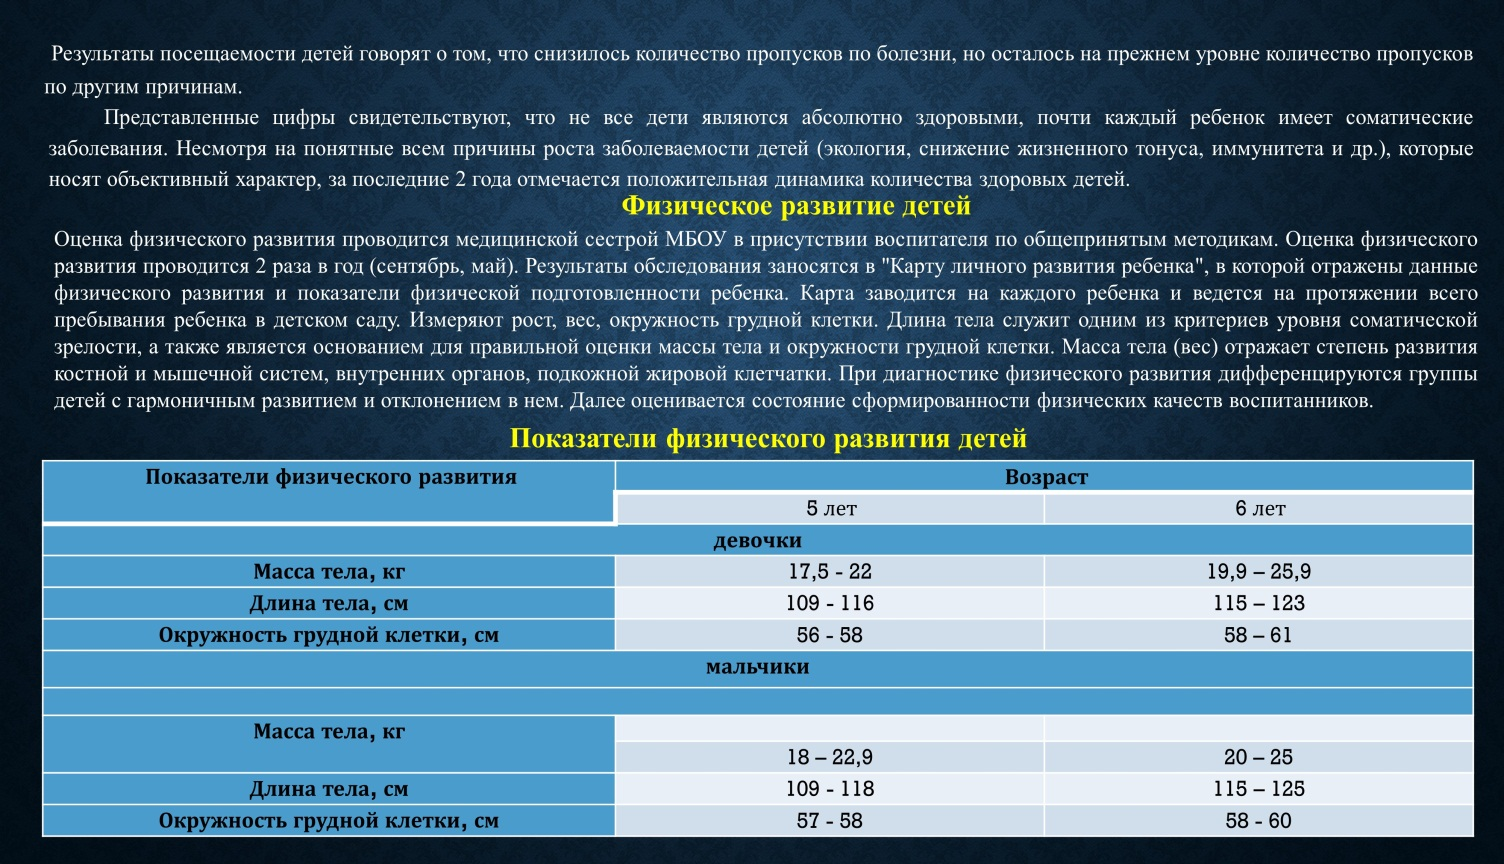 Результаты посещаемости детей говорят о том, что снизилось количество пропусков по болезни, но осталось на прежнем уровне количество пропусков
по другим причинам.
Представленные цифры свидетельствуют, что не все дети являются абсолютно здоровыми, почти каждый ребенок имеет соматические
заболевания. Несмотря на понятные всем причины роста заболеваемости детей (экология, снижение жизненного тонуса, иммунитета и др.), которые
носят объективный характер, за последние 2 года отмечается положительная динамика количества здоровых детей.
Физическое развитие детей
Оценка физического развития проводится медицинской сестрой МБОУ в присутствии воспитателя по общепринятым методикам. Оценка физического
развития проводится 2 раза в год (сентябрь, май). Результаты обследования заносятся в "Карту личного развития ребенка", в которой отражены данные
физического развития и показатели физической подготовленности ребенка. Карта заводится на каждого ребенка и ведется на протяжении всего
пребывания ребенка в детском саду. Измеряют рост, вес, окружность грудной клетки. Длина тела служит одним из критериев уровня соматической
зрелости, а также является основанием для правильной оценки массы тела и окружности грудной клетки. Масса тела (вес) отражает степень развития
костной и мышечной систем, внутренних органов, подкожной жировой клетчатки. При диагностике физического развития дифференцируются группы
детей с гармоничным развитием и отклонением в нем. Далее оценивается состояние сформированности физических качеств воспитанников.
Показатели физического развития детей
Показатели физического развития Возраст
5 лет 6 лет
девочки
Масса тела, кг 17,5 - 22 19,9 – 25,9
Длина тела, см 109 - 116 115 – 123
Окружность грудной клетки, см 56 - 58 58 – 61
мальчики
Масса тела, кг
18 – 22,9 20 – 25
Длина тела, см 109 - 118 115 – 125
Окружность грудной клетки, см 57 - 58 58 - 60